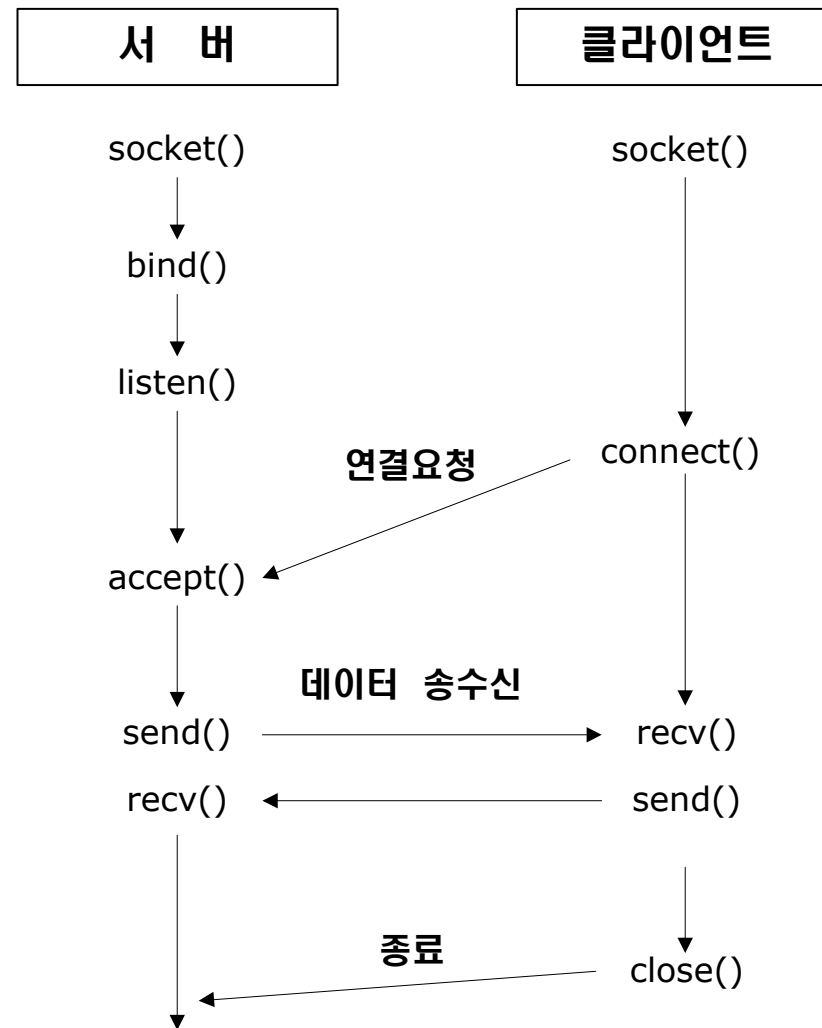 서 버
클라이언트
socket()
socket()
bind()
listen()
연결요청
connect()
accept()
데이터 송수신
send()
recv()
recv()
send()
종료
close()